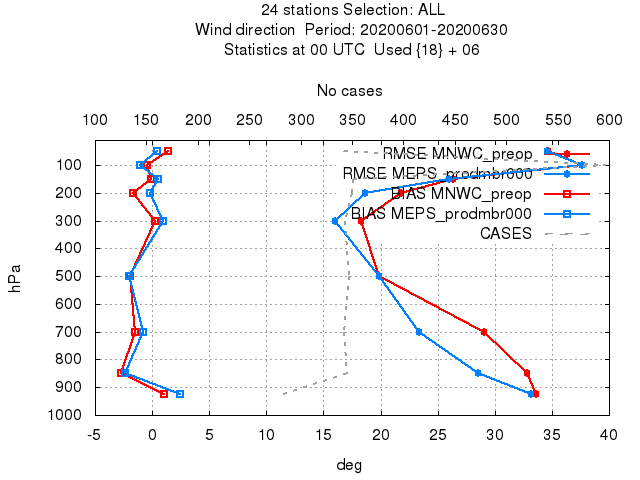 24 stations Selection: ALL
Wind direction  Period: 20200601-20200630
Statistics at 00 UTC  Used {18} + 06
No cases
100 150 200 250 300 350 400 450 500 550 600
RMSE MNWC_preop
RMSE MEPS_prodmbr000
BIAS MNWC_preop
BIAS MEPS_prodmbr000
CASES
100
200
300
400
500
600
700
800
900
1000
hPa
-5 0 5 10 15 20 25 30 35 40
deg